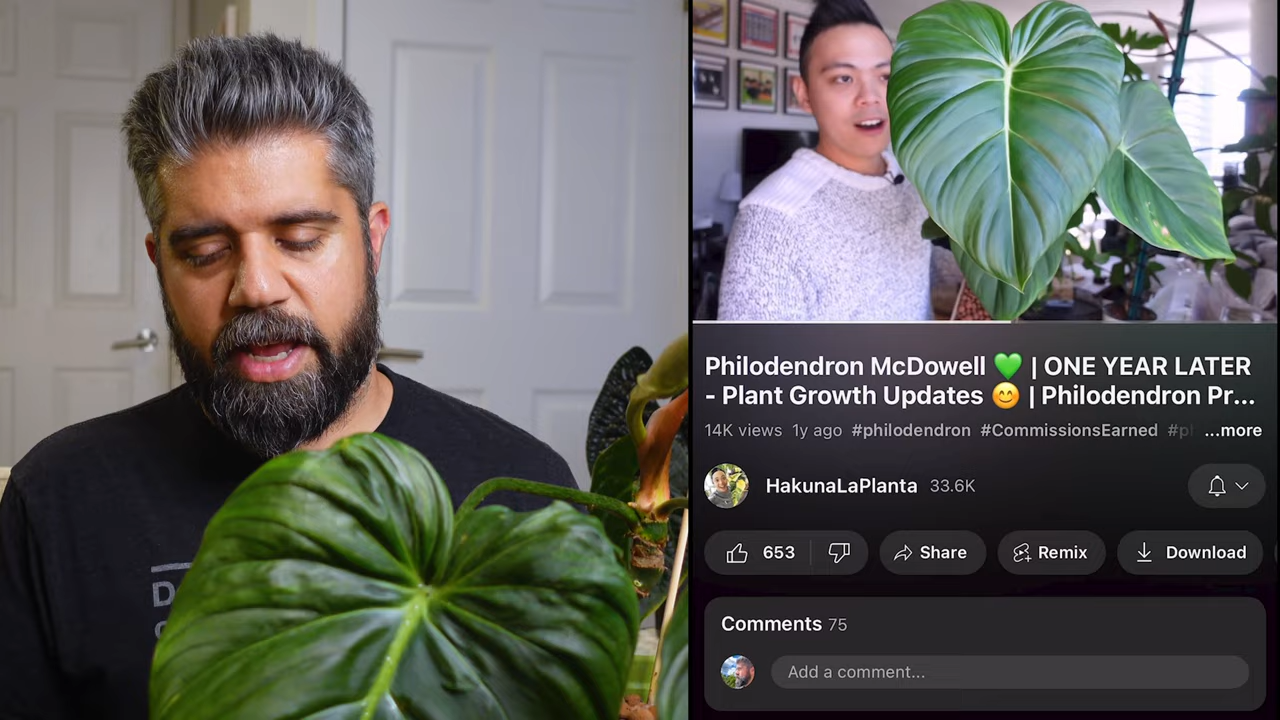 Philodendron McDowell 💚 | ONE YEAR LATER
- Plant Growth Updates 😊 | Philodendron Pr...
14K views 1y ago #philodendron #CommissionsEarned #pl ...more
HakunaLaPlanta 33.6K
653 Share Remix Download
Comments 75
Add a comment...